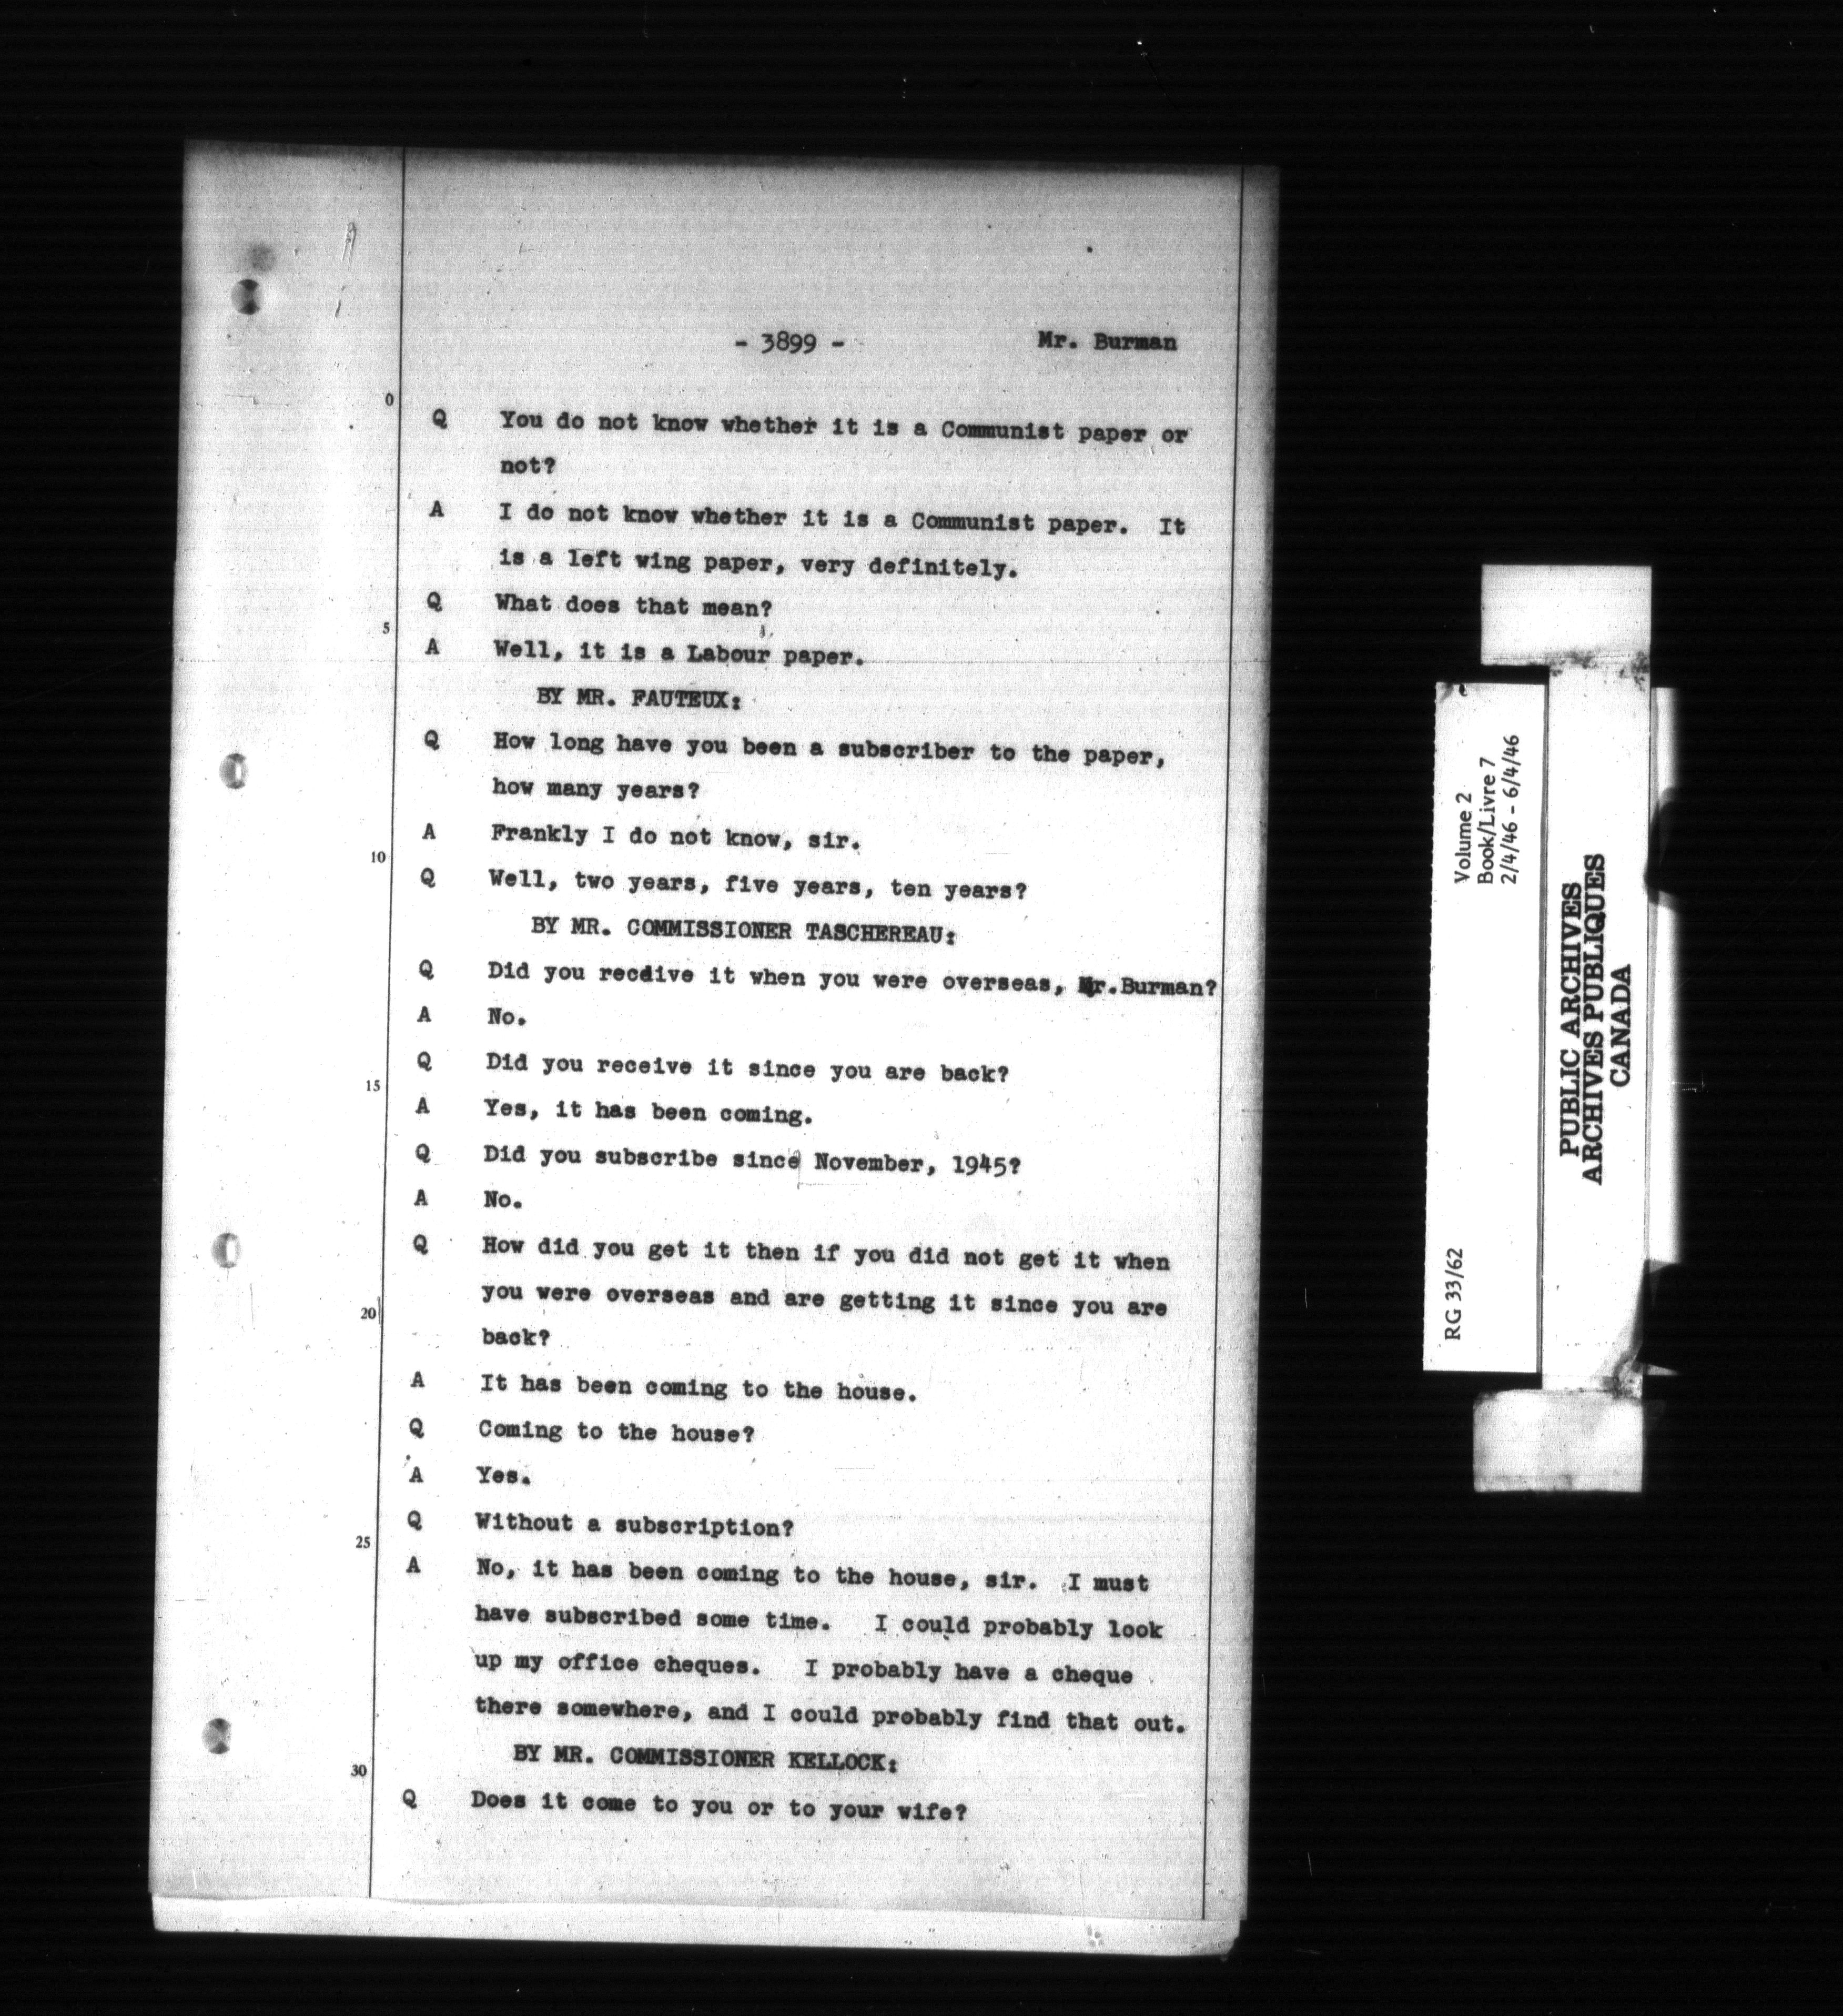 - 3899 - Mr. Burman
0
Q You do not know whether it is a Communist paper or
not?
A I do not know whether it is a Communist paper. It
is a left wing paper, very definitely.
Q What does that mean?
5
A Well, it is a Labour paper.
BY MR. FAUTEUX:
Q How long have you been a subscriber to the paper,
how many years?
A Frankly I do not know, sir.
10
Q Well, two years, five years, ten years?
BY MR. COMMISSIONER TASCHEREAU:
Q Did you receive it when you were overseas, Mr.Burman?
A No.
Q Did you receive it since you are back?
15
A Yes, it has been coming.
Q Did you subscribe since November, 1945?
A No.
Q How did you get it then if you did not get it when
you were overseas and are getting it since you are
20
back?
A It has been coming to the house.
Q Coming to the house?
A Yes.
Q Without a subscription?
25
A No, it has been coming to the house, sir. I must
have subscribed some time. I could probably look
up my office cheques. I probably have a cheque
there somewhere, and I could probably find that out.
BY MR. COMMISSIONER KELLOCK:
30
Q Does it come to you or to your wife?
RG 33/62
Volume 2
Book/Livre 7
2/4/46 - 6/4/46
PUBLIC ARCHIVES
ARCHIVES PUBLIQUES
CANADA